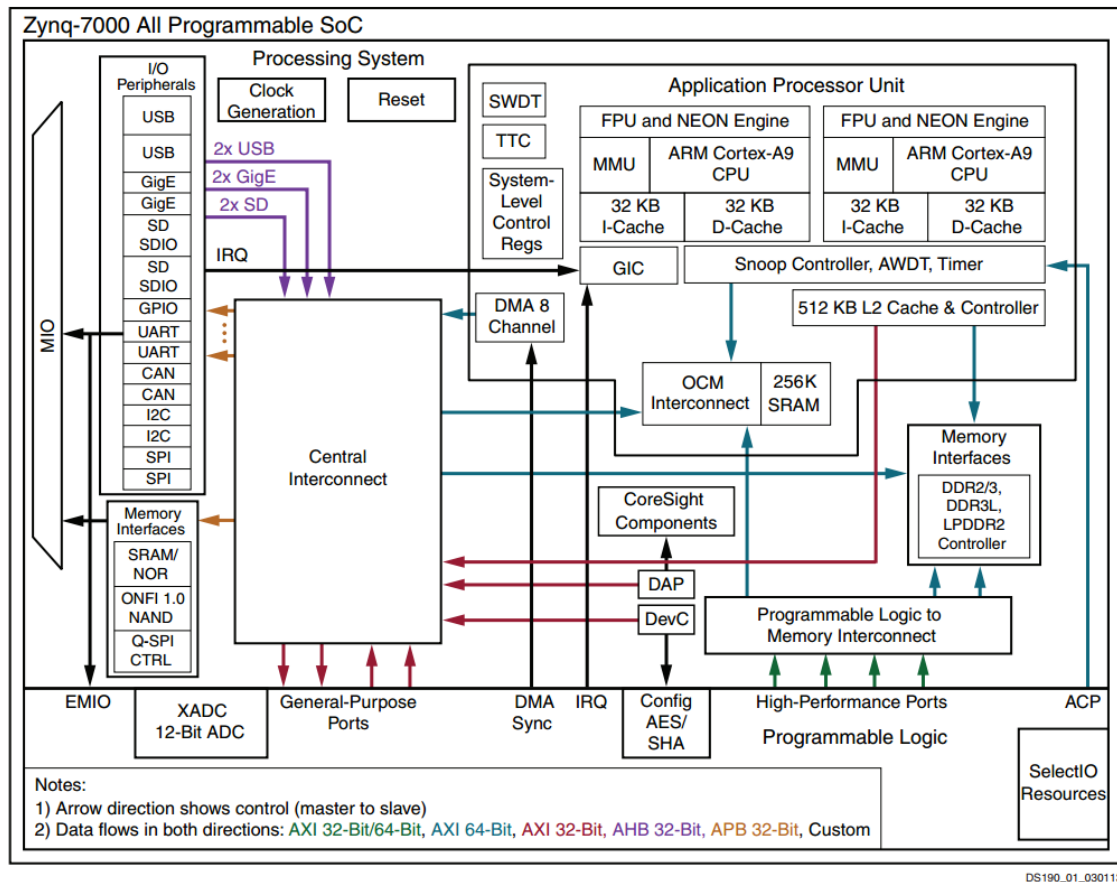 Zynq-7000 All Programmable SoC
I/O
Peripherals
USB
USB
GigE
GigE
SD
SDIO
SD
SDIO
GPIO
UART
UART
CAN
CAN
I2C
I2C
SPI
SPI
MIO
Memory
Interfaces
SRAM/
NOR
ONFI 1.0
NAND
Q-SPI
CTRL
Processing System
Clock
Generation
Reset
2x USB
2x GigE
2x SD
IRQ
Central
Interconnect
Application Processor Unit
SWDT
TTC
System-
Level
Control
Regs
FPU and NEON Engine
MMU
ARM Cortex-A9
CPU
32 KB
I-Cache
32 KB
D-Cache
FPU and NEON Engine
MMU
ARM Cortex-A9
CPU
32 KB
I-Cache
32 KB
D-Cache
GIC
Snoop Controller, AWDT, Timer
DMA 8
Channel
512 KB L2 Cache & Controller
OCM
Interconnect
256K
SRAM
Memory
Interfaces
DDR2/3,
DDR3L,
LPDDR2
Controller
CoreSight
Components
DAP
DevC
Programmable Logic to
Memory Interconnect
EMIO
XADC
12-Bit ADC
General-Purpose
Ports
DMA
Sync
IRQ
Config
AES/
SHA
High-Performance Ports
ACP
Programmable Logic
SelectIO
Resources
Notes:
1) Arrow direction shows control (master to slave)
2) Data flows in both directions: AXI 32-Bit/64-Bit, AXI 64-Bit, AXI 32-Bit, AHB 32-Bit, APB 32-Bit, Custom